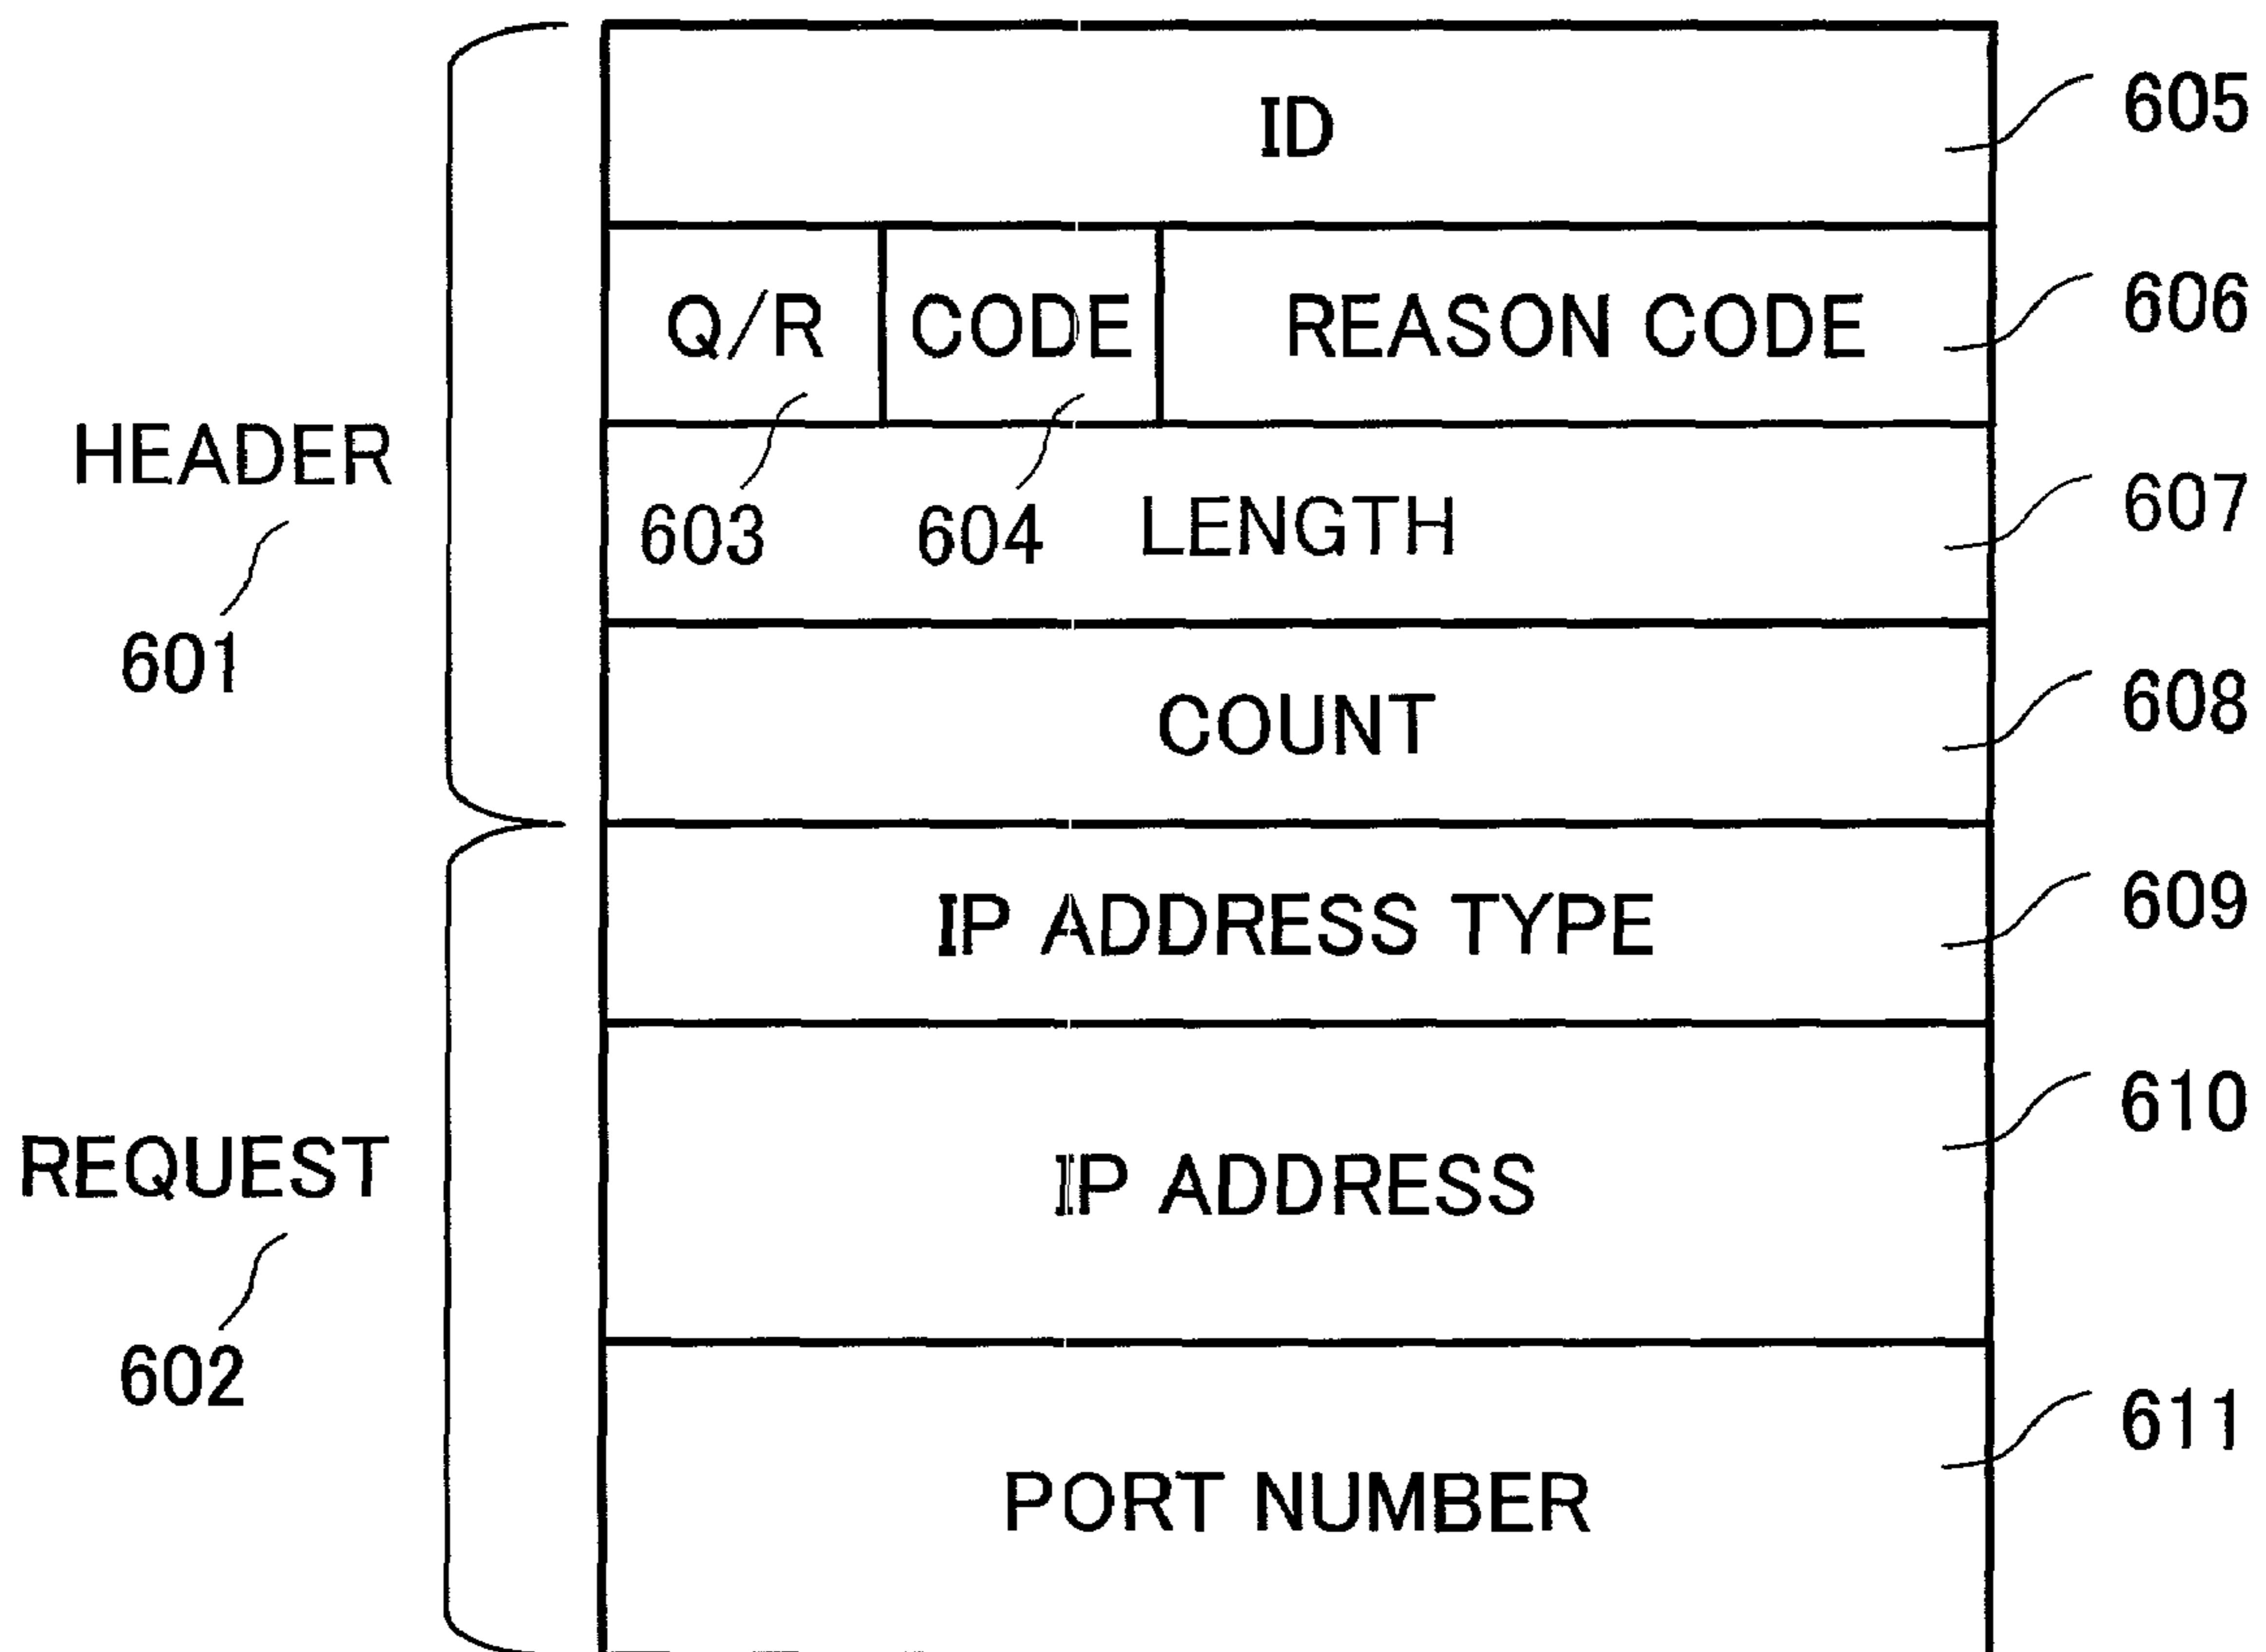 ID 605
Q/R CODE REASON CODE 606
HEADER
603 604 LENGTH 607
601
COUNT 608
IP ADDRESS TYPE 609
REQUEST
IP ADDRESS 610
602
PORT NUMBER 611